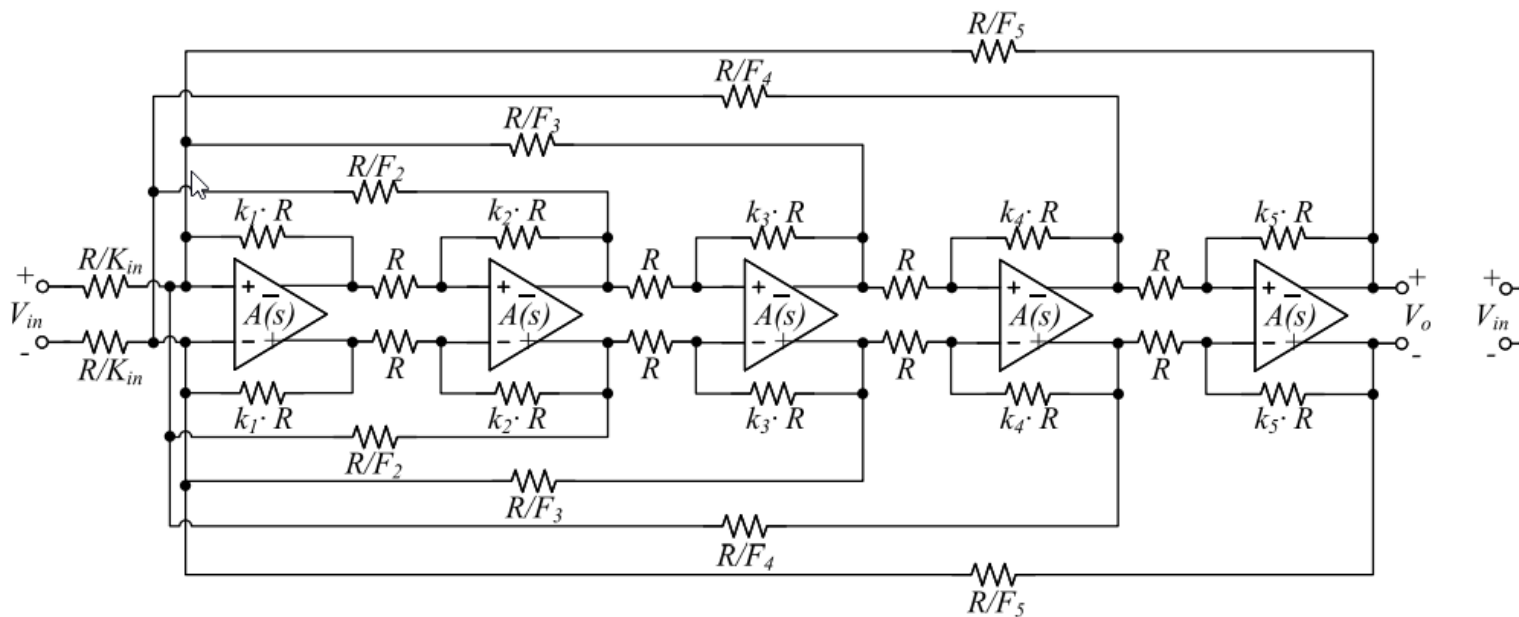 R/F₅
R/F₄
R/F₃
R/F₂
k₁· R k₂· R k₃· R k₄· R k₅· R
R/Kᵢₙ R R R R
+ + − + − + − + − + − + +
Vᵢₙ A(s) A(s) A(s) A(s) A(s) Vₒ Vᵢₙ
- − + − + − + − + − + - -
R/Kᵢₙ R R R R
k₁· R k₂· R k₃· R k₄· R k₅· R
R/F₂
R/F₃
R/F₄
R/F₅